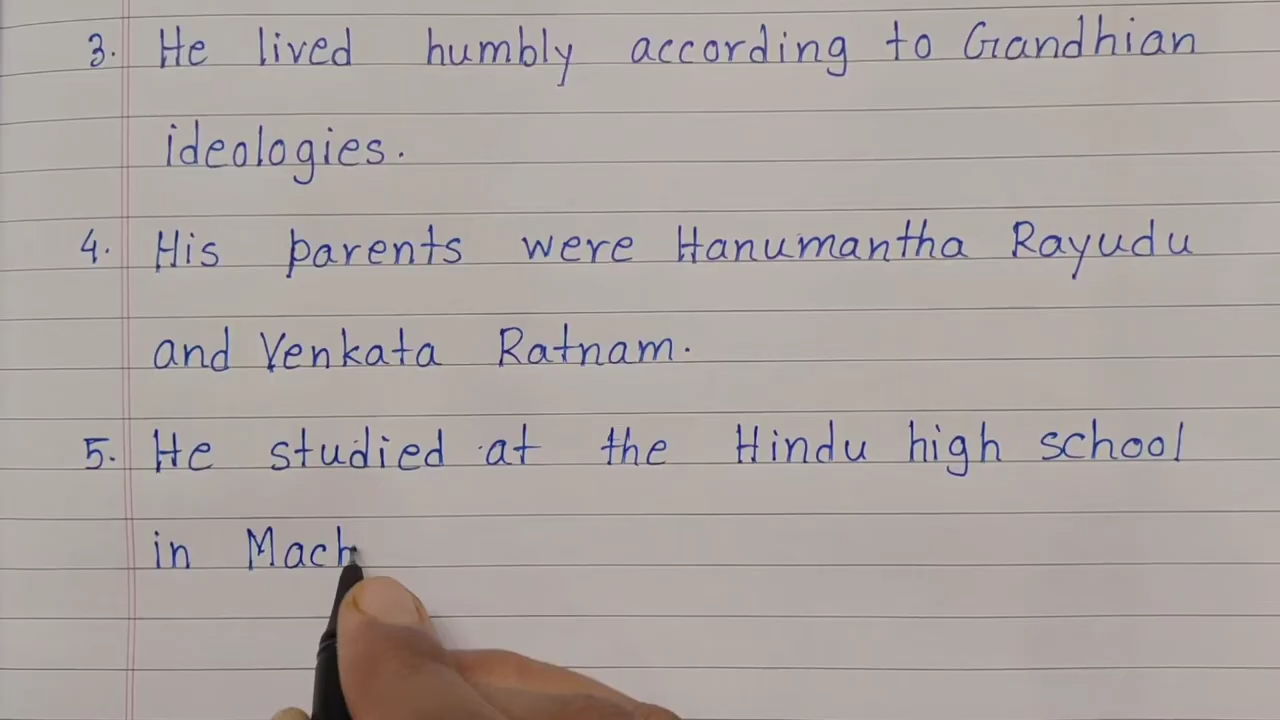 3. He lived humbly according to Gandhian
ideologies.
4. His parents were Hanumantha Rayudu
and Venkata Ratnam.
5. He studied at the Hindu high school
in Mach